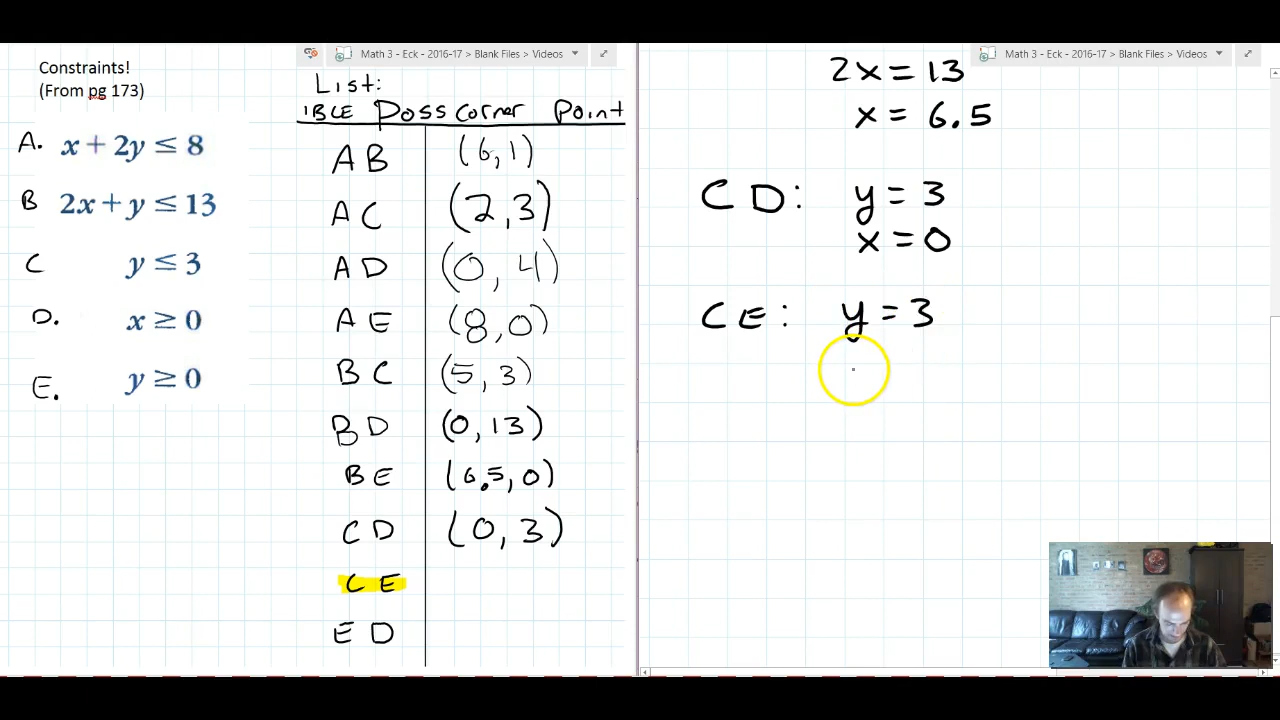 Constraints!
(From pg 173)
A. x + 2y ≤ 8
B 2x + y ≤ 13
C y ≤ 3
D. x ≥ 0
E. y ≥ 0
Math 3 - Eck - 2016-17 > Blank Files > Videos
List:
IBLE Poss corner Point
AB (6,1)
AC (2,3)
AD (0,4)
AE (8,0)
BC (5,3)
BD (0,13)
BE (6.5,0)
CD (0,3)
CE
ED
Math 3 - Eck - 2016-17 > Blank Files > Videos
2x = 13
x = 6.5
CD: y = 3
x = 0
CE: y = 3